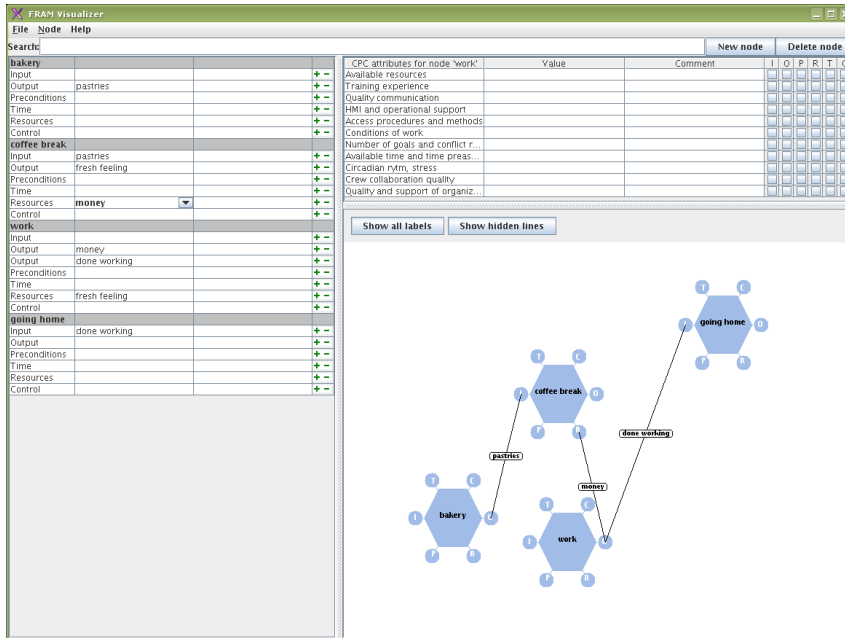 FRAM Visualizer
File Node Help
Search: New node Delete node
bakery
Input + -
Output pastries + -
Preconditions + -
Time + -
Resources + -
Control + -
coffee break
Input pastries + -
Output fresh feeling + -
Preconditions + -
Time + -
Resources money + -
Control + -
work
Input + -
Output money + -
Output done working + -
Preconditions + -
Time + -
Resources fresh feeling + -
Control + -
going home
Input done working + -
Output + -
Preconditions + -
Time + -
Resources + -
Control + -
CPC attributes for node 'work' Value Comment I O P R T C
Available resources
Training experience
Quality communication
HMI and operational support
Access procedures and methods
Conditions of work
Number of goals and conflict r...
Available time and time preas...
Circadian rytm, stress
Crew collaboration quality
Quality and support of organiz...
Show all labels Show hidden lines
T C
going home O
P R
T C
coffee break O
P R
done working
pastries
money
T C
I bakery
P R
T C
I work
P R